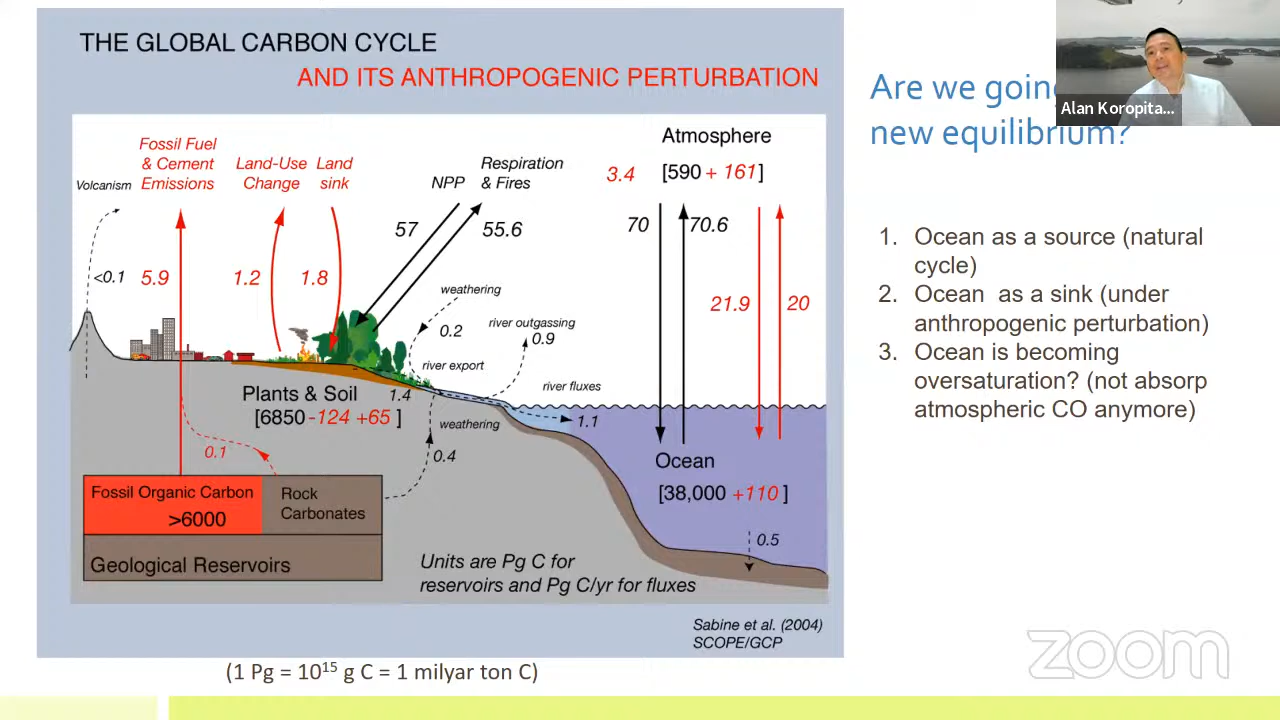 THE GLOBAL CARBON CYCLE
AND ITS ANTHROPOGENIC PERTURBATION
Volcanism
Fossil Fuel
& Cement
Emissions
Land-Use
Change
Land
sink
NPP
Respiration
& Fires
Atmosphere
3.4 [590 + 161]
<0.1
5.9
1.2
1.8
57
55.6
70
70.6
21.9
20
weathering
0.2
river outgassing
0.9
river export
1.4
river fluxes
1.1
Plants & Soil
[6850 -124 +65 ]
weathering
0.4
0.1
Fossil Organic Carbon
>6000
Rock
Carbonates
Geological Reservoirs
Ocean
[38,000 +110 ]
0.5
Units are Pg C for
reservoirs and Pg C/yr for fluxes
Sabine et al. (2004)
SCOPE/GCP
(1 Pg = 10¹⁵ g C = 1 milyar ton C)
Are we going
new equilibrium?
Alan Koropita...
1. Ocean as a source (natural
cycle)
2. Ocean as a sink (under
anthropogenic perturbation)
3. Ocean is becoming
oversaturation? (not absorp
atmospheric CO anymore)
zoom